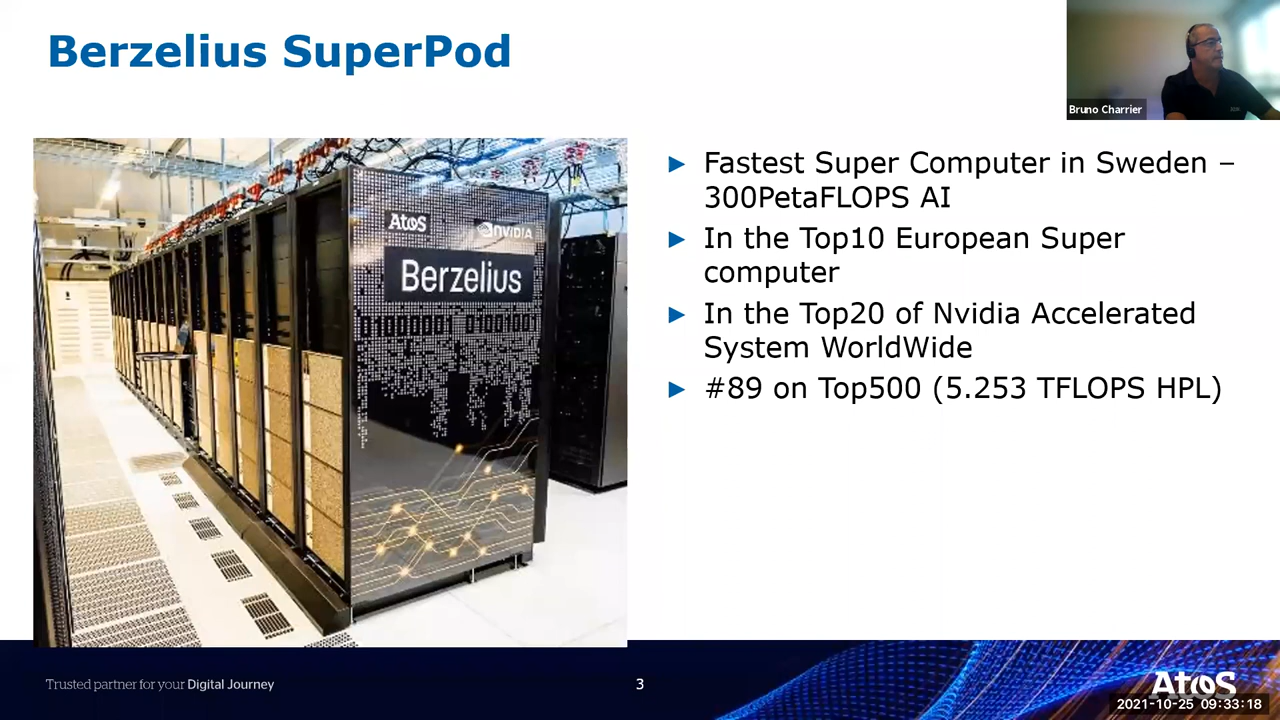 Berzelius SuperPod
Bruno Charrier
Atos
NVIDIA
Berzelius
► Fastest Super Computer in Sweden –
300PetaFLOPS AI
► In the Top10 European Super
computer
► In the Top20 of Nvidia Accelerated
System WorldWide
► #89 on Top500 (5.253 TFLOPS HPL)
Trusted partner for your Digital Journey
3
Atos
2021-10-25 09:33:18